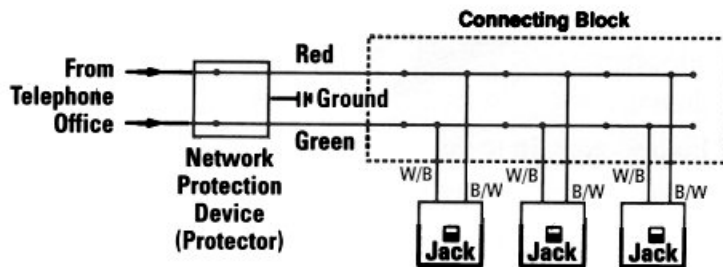 Connecting Block
Red
From
Telephone
Office
Ground
Green
Network
Protection
Device
(Protector)
W/B
B/W
W/B
B/W
W/B
B/W
Jack
Jack
Jack